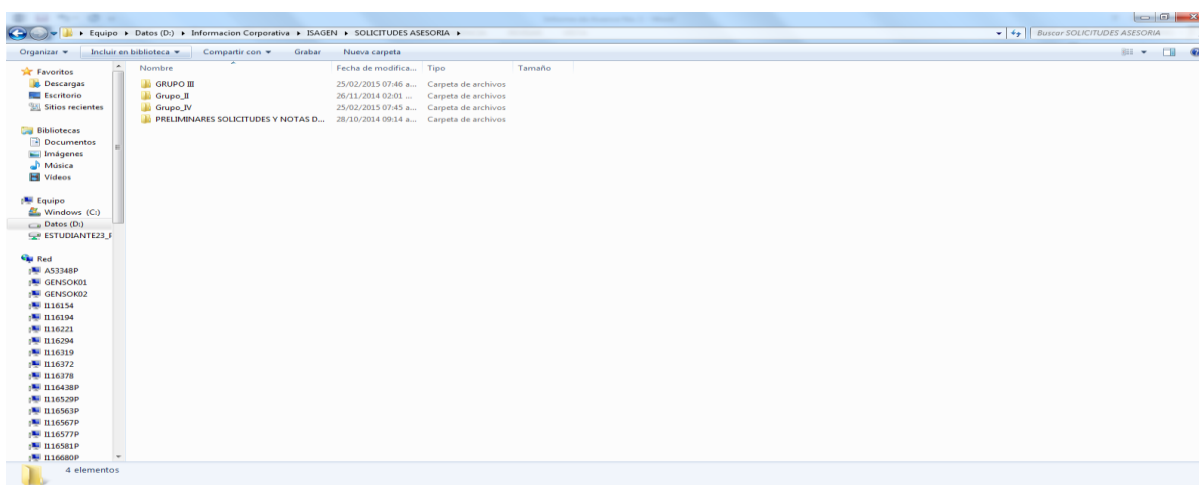 Equipo ▸ Datos (D:) ▸ Informacion Corporativa ▸ ISAGEN ▸ SOLICITUDES ASESORIA ▸
Buscar SOLICITUDES ASESORIA
Organizar Incluir en biblioteca Compartir con Grabar Nueva carpeta
Nombre Fecha de modifica... Tipo Tamaño
GRUPO III 25/02/2015 07:46 a... Carpeta de archivos
Grupo_II 26/11/2014 02:01 ... Carpeta de archivos
Grupo_IV 25/02/2015 07:45 a... Carpeta de archivos
PRELIMINARES SOLICITUDES Y NOTAS D... 28/10/2014 09:14 a... Carpeta de archivos
Favoritos
Descargas
Escritorio
Sitios recientes
Bibliotecas
Documentos
Imágenes
Música
Vídeos
Equipo
Windows (C:)
Datos (D:)
ESTUDIANTE23_F
Red
A53348P
GENSOK01
GENSOK02
I116154
I116194
I116221
I116294
I116319
I116372
I116378
I116438P
I116529P
I116563P
I116567P
I116577P
I116581P
I116680P
4 elementos